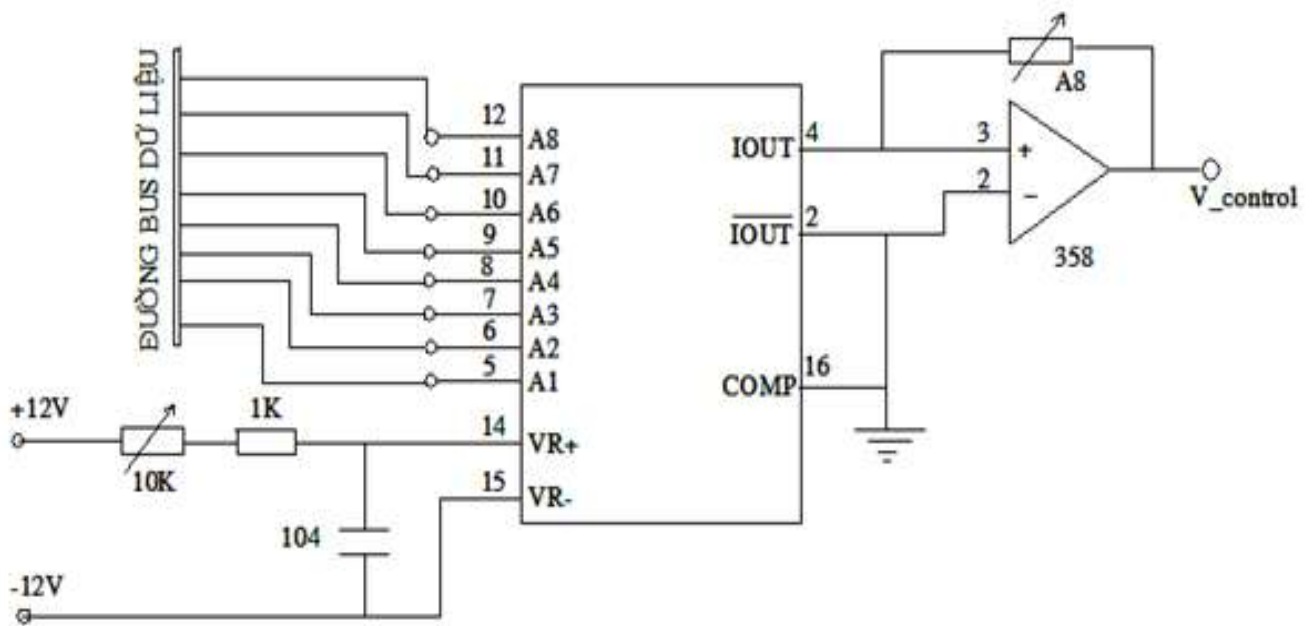 ĐƯỜNG BUS DỮ LIỆU
12
A8
11
A7
10
A6
9
A5
8
A4
7
A3
6
A2
5
A1
14
VR+
15
VR-
IOUT
4
IOUT
2
COMP
16
+12V
10K
1K
104
-12V
A8
3
+
2
−
358
V_control